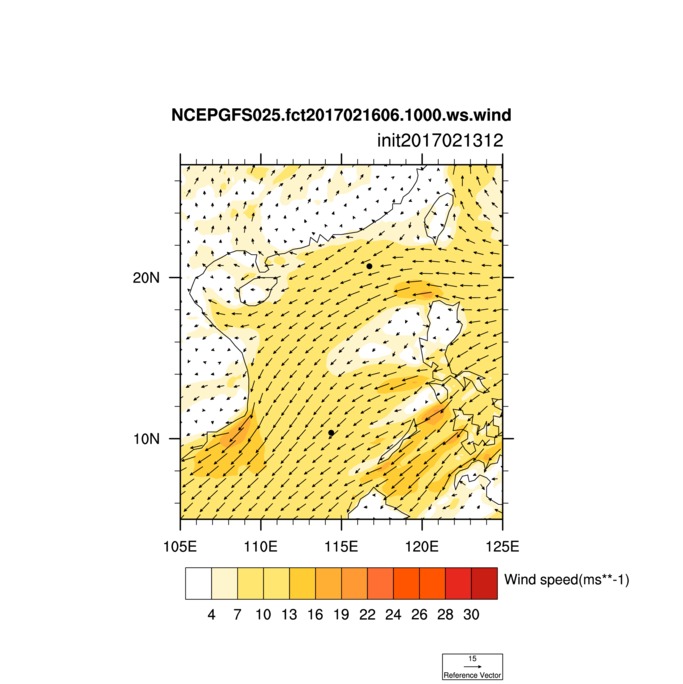 NCEPGFS025.fct2017021606.1000.ws.wind
init2017021312
20N
10N
105E 110E 115E 120E 125E
Wind speed(ms**-1)
4 7 10 13 16 19 22 24 26 28 30
15
Reference Vector